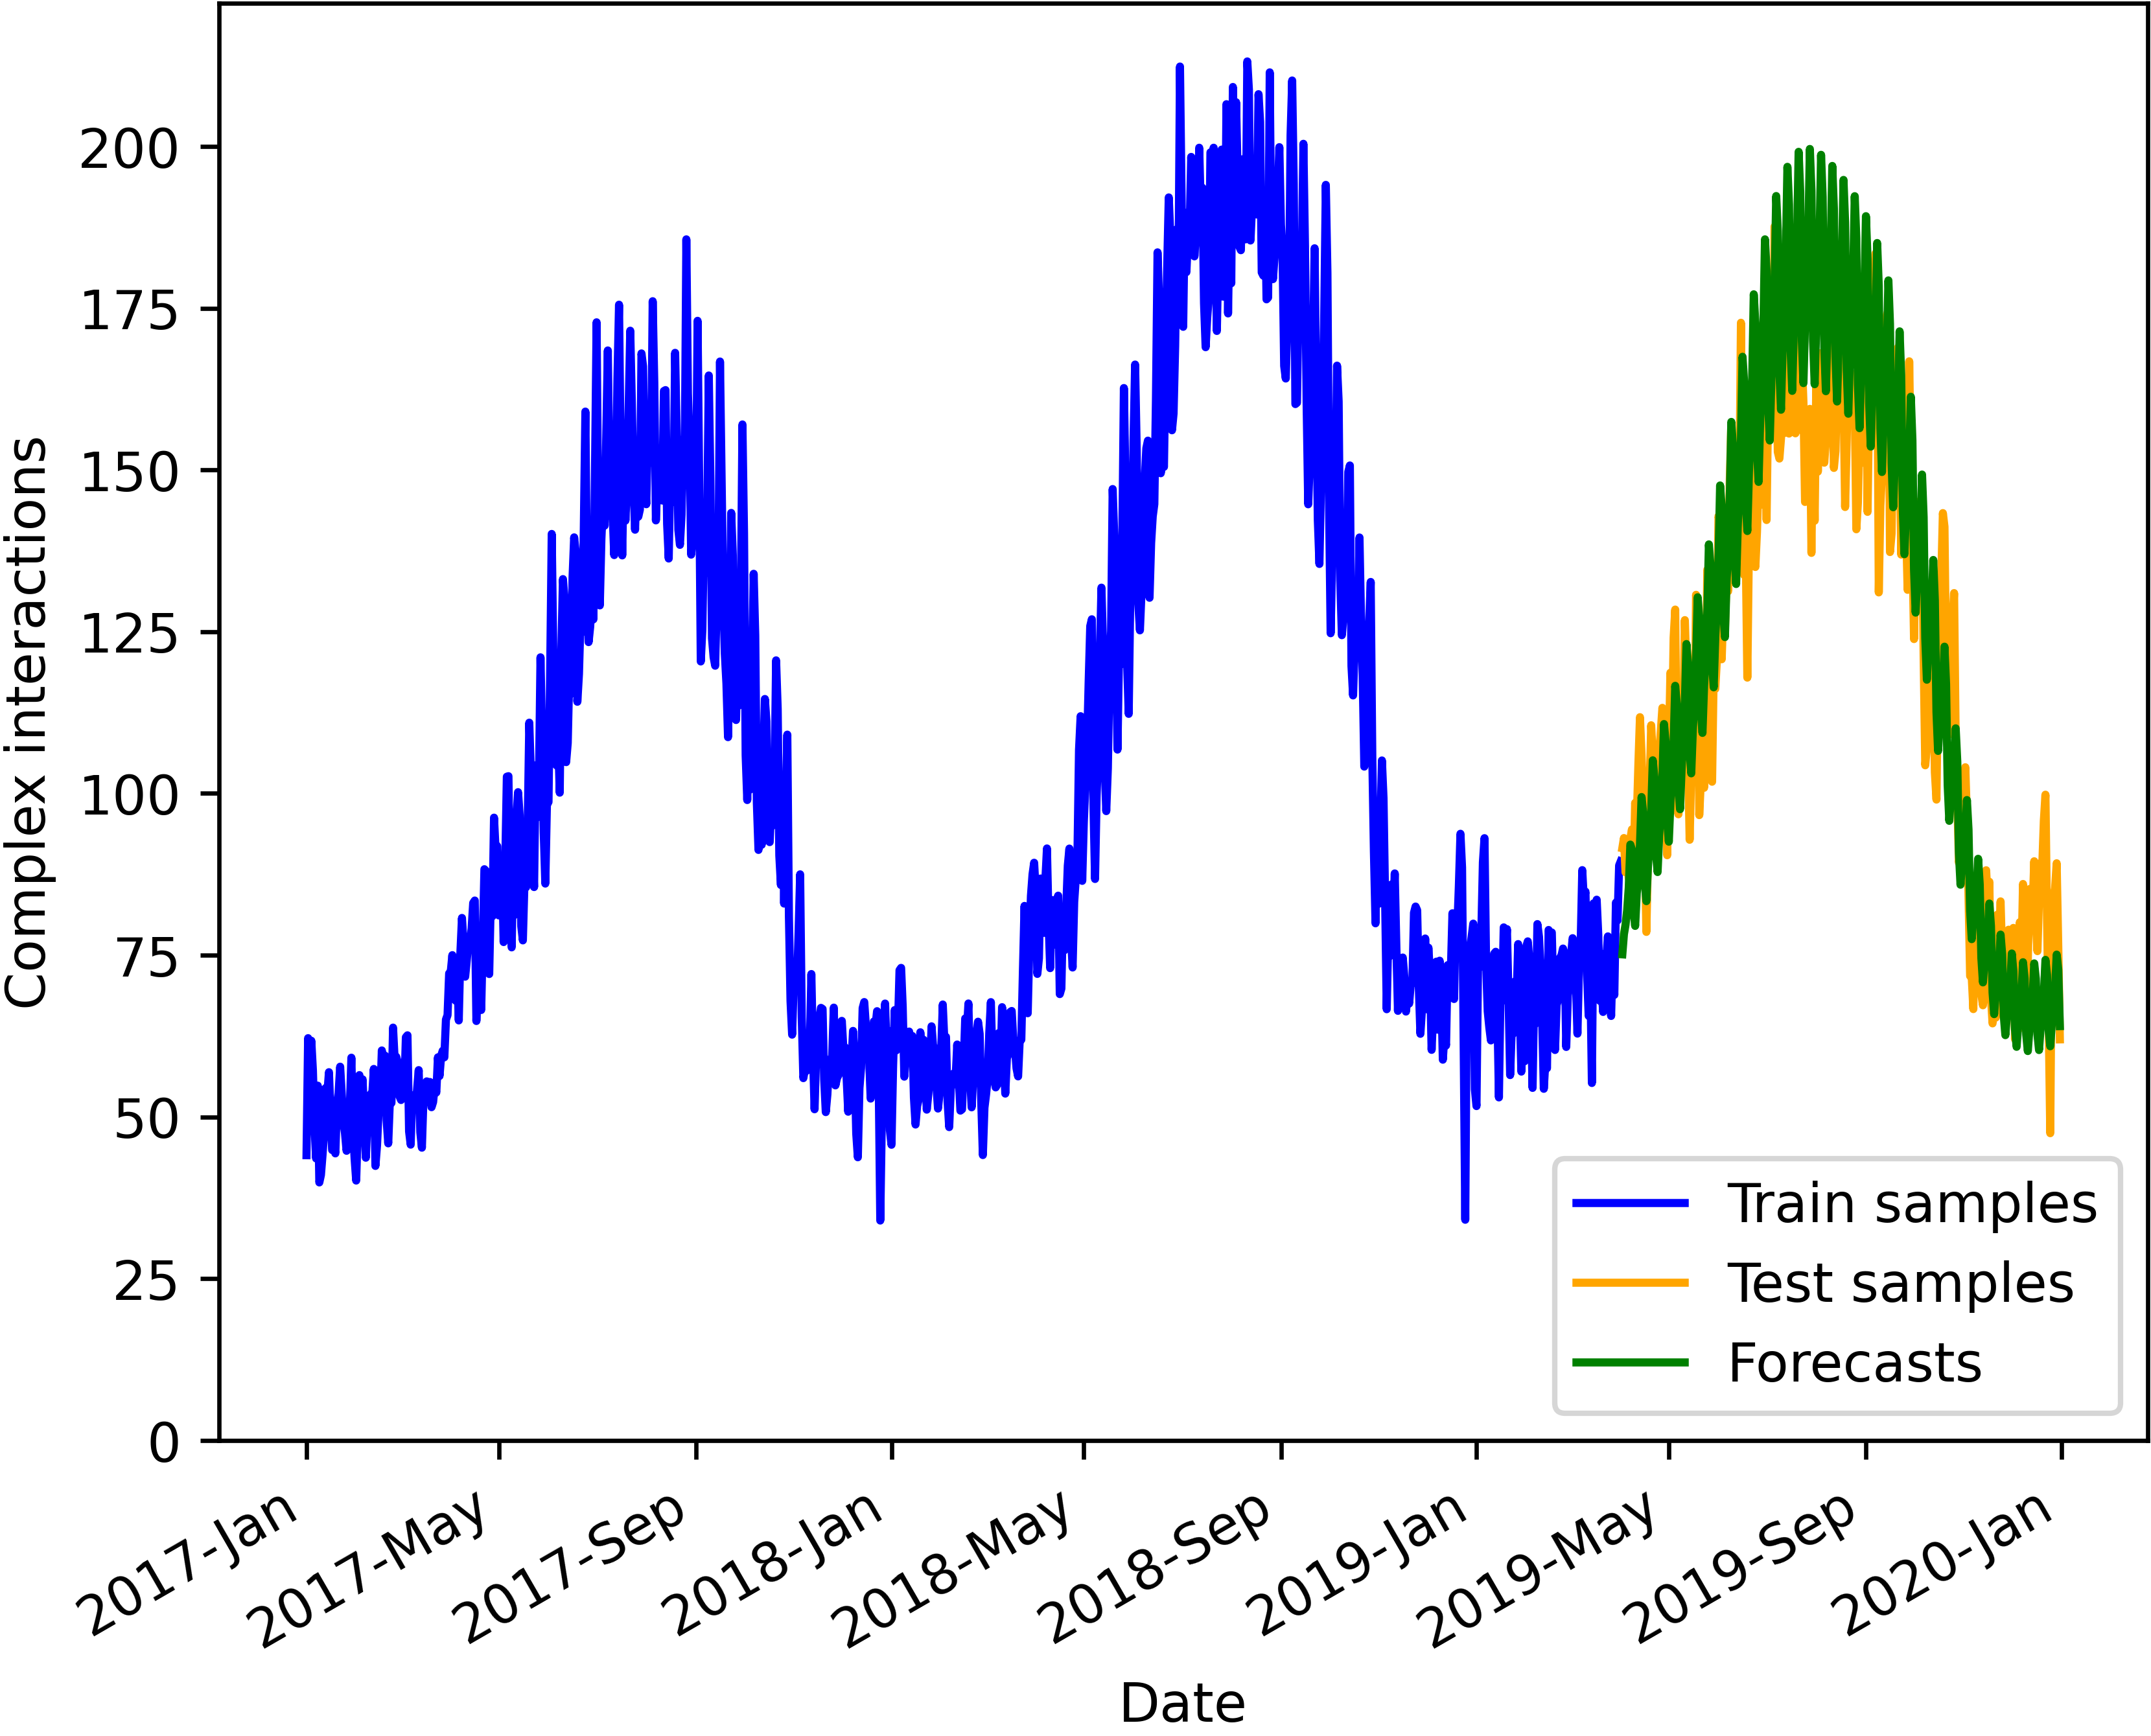 Complex interactions
200
175
150
125
100
75
50
25
0
Train samples
Test samples
Forecasts
2017-Jan
2017-May
2017-Sep
2018-Jan
2018-May
2018-Sep
2019-Jan
2019-May
2019-Sep
2020-Jan
Date